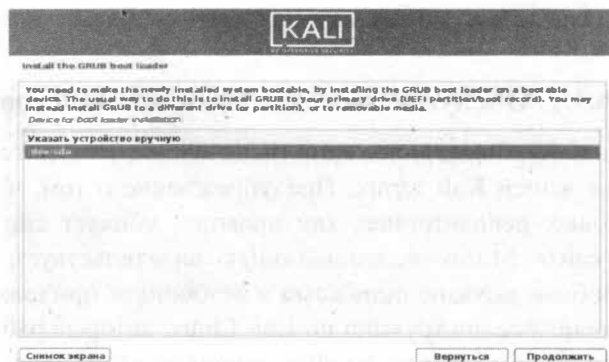 KALI
Install the GRUB boot loader
You need to make the newly installed system bootable, by installing the GRUB boot loader on a bootable
device. The usual way to do this is to install GRUB to your primary drive (UEFI partition/boot record). You may
instead install GRUB to a different drive (or partition), or to removable media.
Device for boot loader installation:
Указать устройство вручную
/dev/sda
Снимок экрана
Вернуться
Продолжить